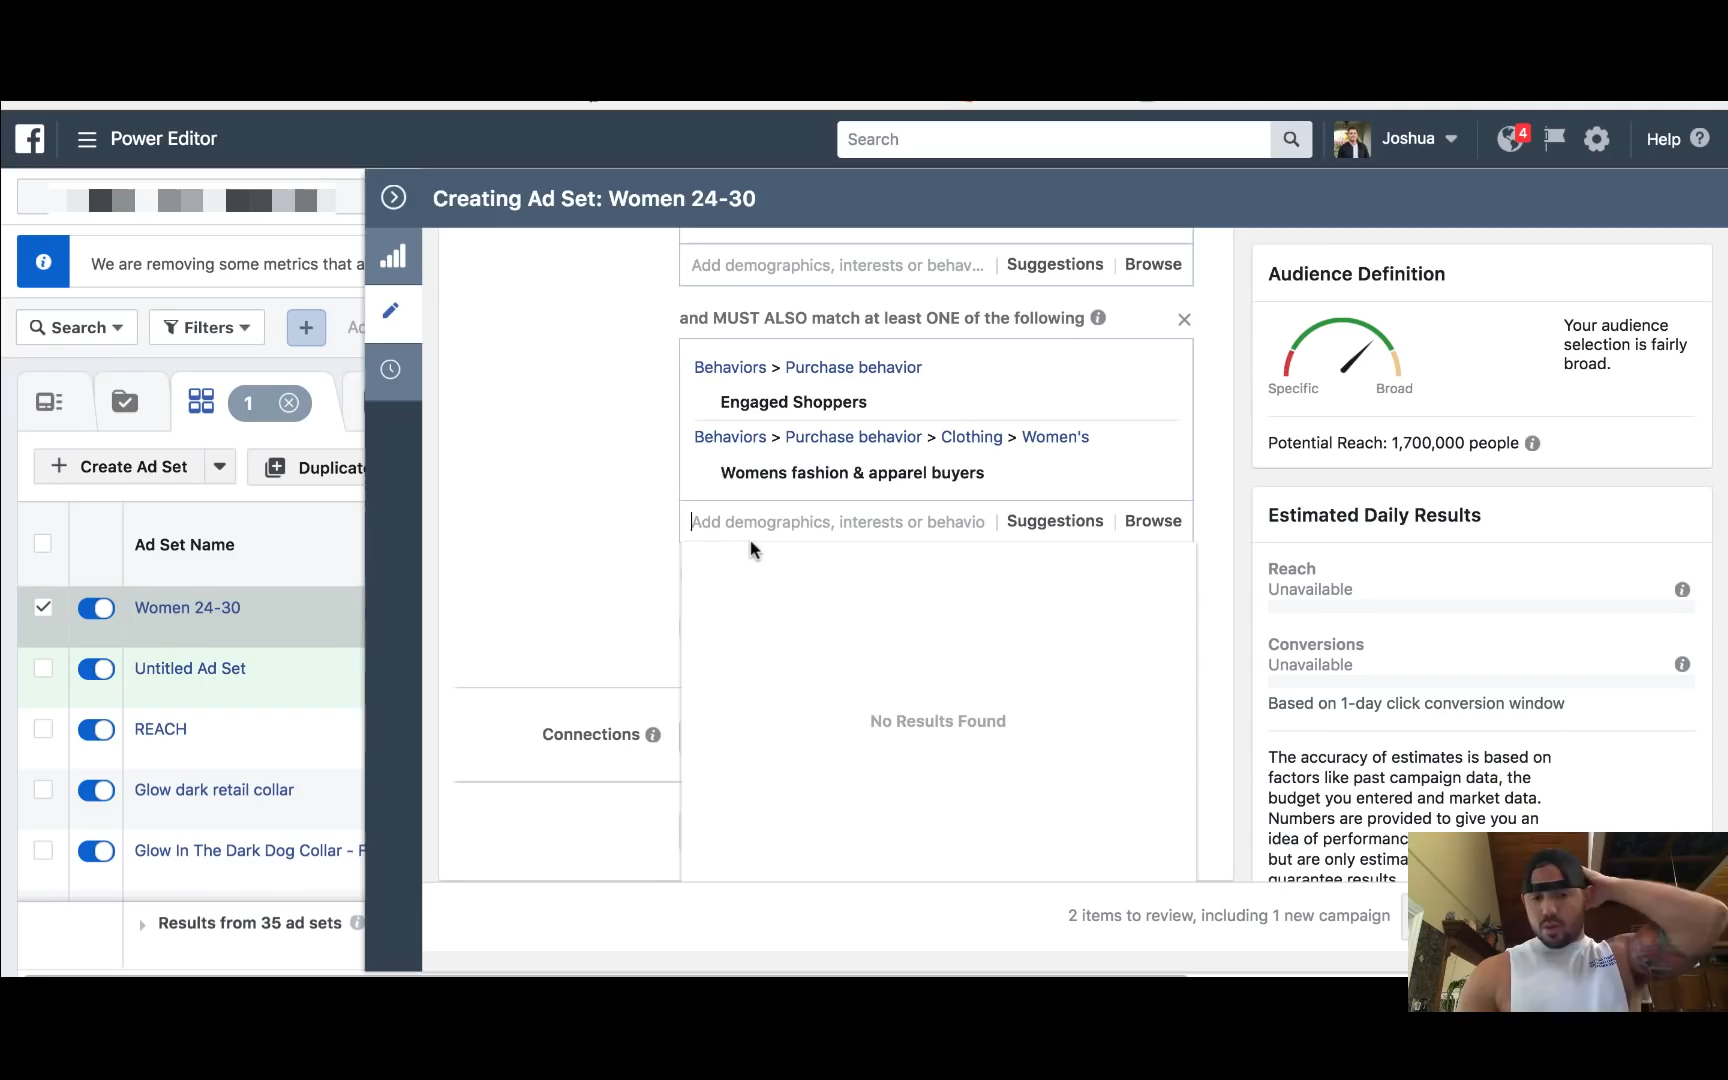 Power Editor
Search
Joshua
4
Help
Creating Ad Set: Women 24-30
We are removing some metrics that a
Search
Filters
Ad
1
Create Ad Set
Duplicat
Ad Set Name
Women 24-30
Untitled Ad Set
REACH
Glow dark retail collar
Glow In The Dark Dog Collar - F
Results from 35 ad sets
Add demographics, interests or behav... | Suggestions | Browse
and MUST ALSO match at least ONE of the following
Behaviors > Purchase behavior
Engaged Shoppers
Behaviors > Purchase behavior > Clothing > Women's
Womens fashion & apparel buyers
Add demographics, interests or behavio | Suggestions | Browse
No Results Found
Connections
2 items to review, including 1 new campaign
Audience Definition
Your audience
selection is fairly
broad.
Specific
Broad
Potential Reach: 1,700,000 people
Estimated Daily Results
Reach
Unavailable
Conversions
Unavailable
Based on 1-day click conversion window
The accuracy of estimates is based on
factors like past campaign data, the
budget you entered and market data.
Numbers are provided to give you an
idea of performanc
but are only estima
guarantee results